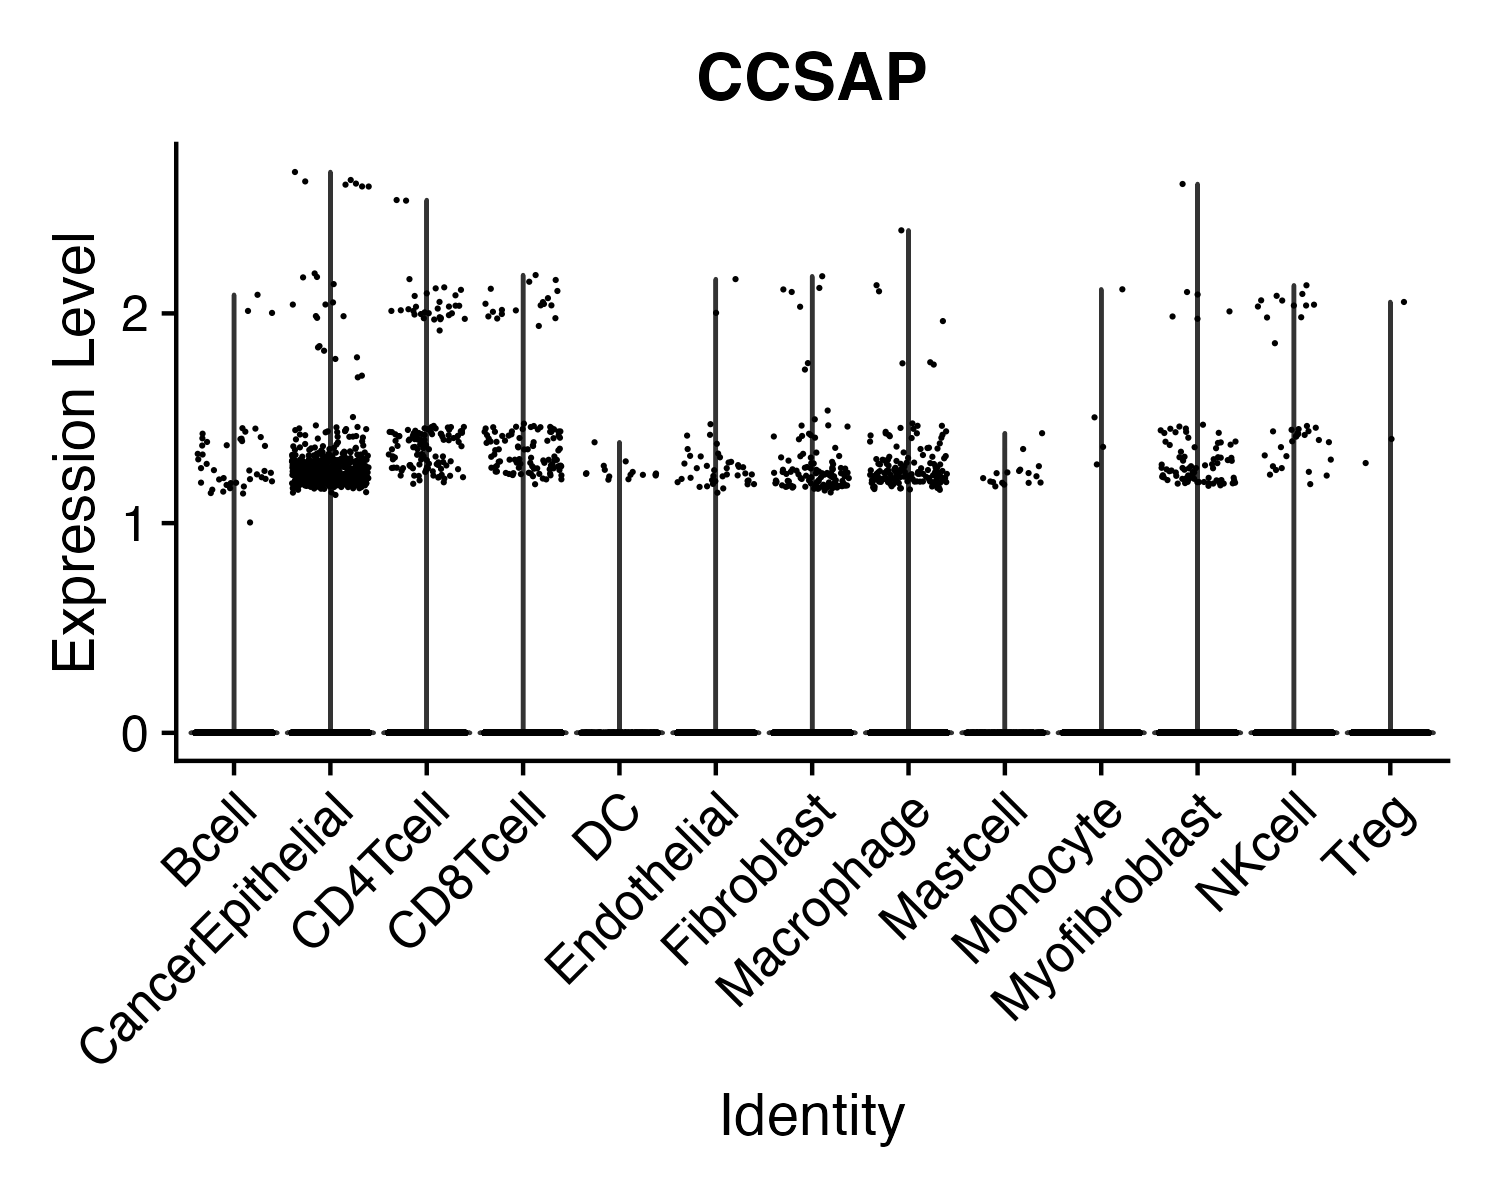 CCSAP
Expression Level
2
1
0
Bcell
CancerEpithelial
CD4Tcell
CD8Tcell
DC
Endothelial
Fibroblast
Macrophage
Mastcell
Monocyte
Myofibroblast
NKcell
Treg
Identity